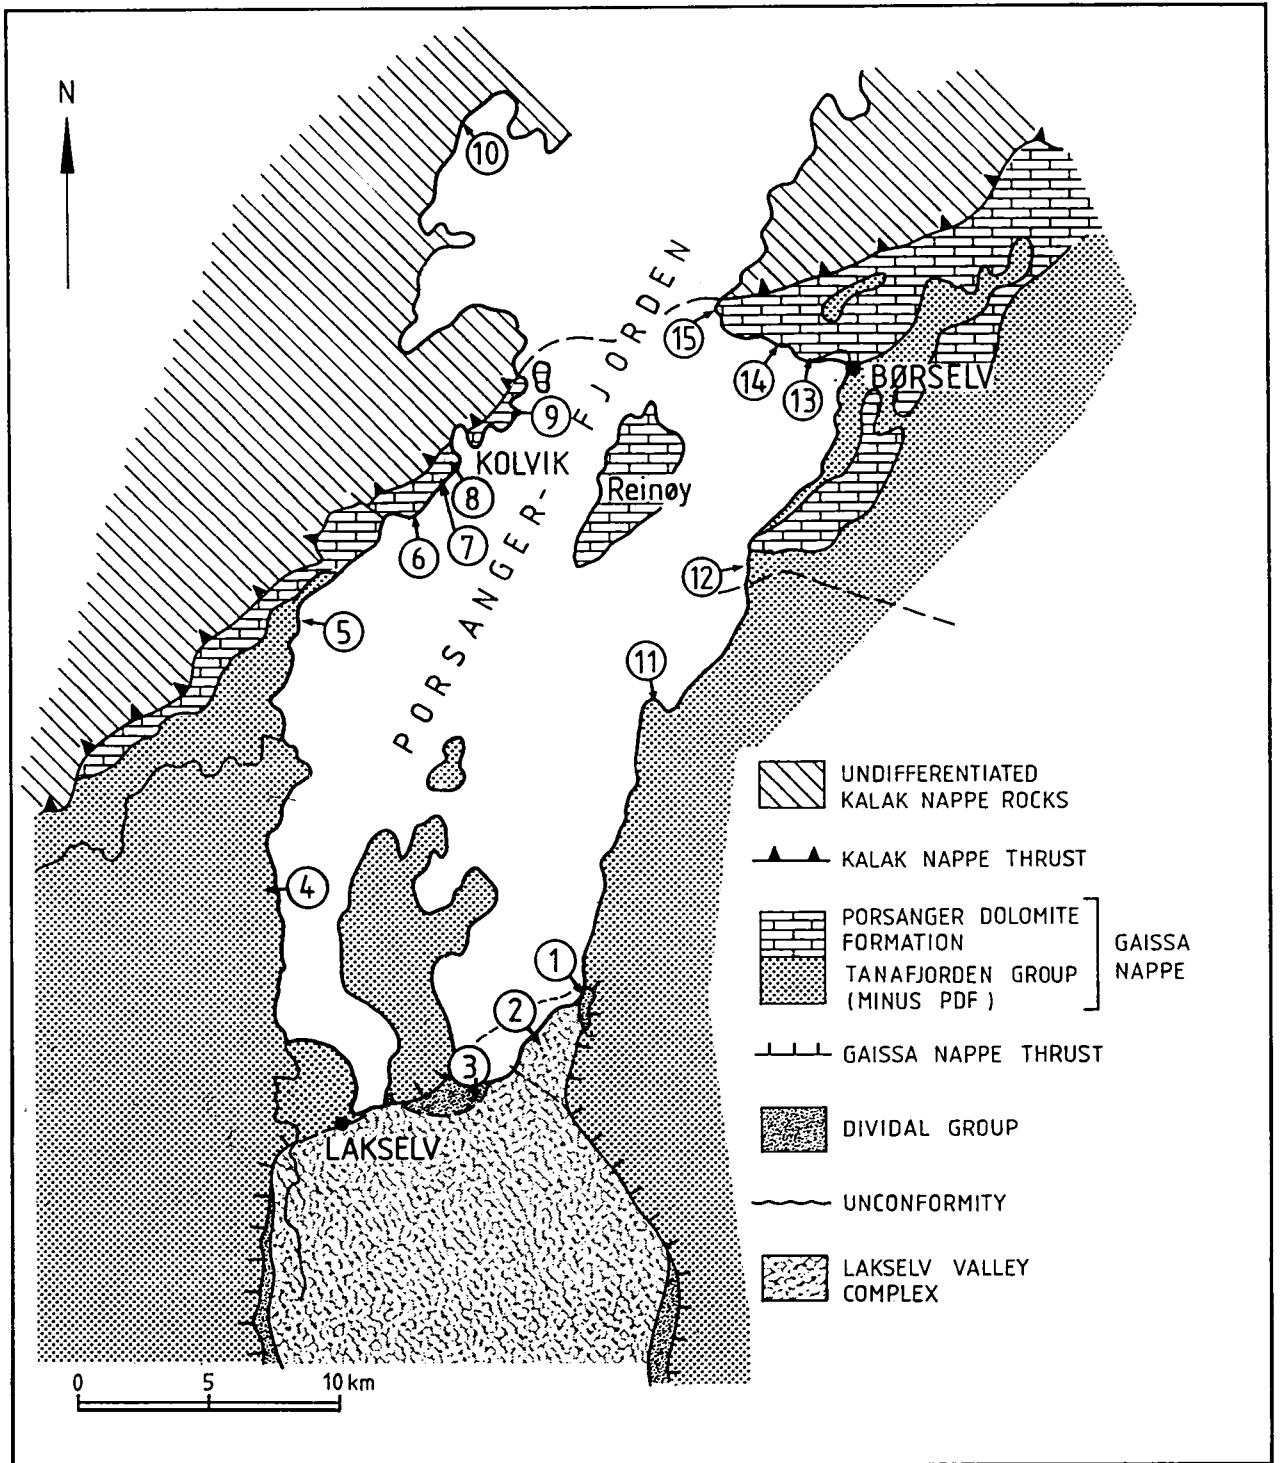 N
10
PORSANGER-
FJORDEN
15
14
13
BØRSELV
9
KOLVIK
8
7
6
Reinøy
12
5
11
4
1
2
3
LAKSELV
UNDIFFERENTIATED
KALAK NAPPE ROCKS
KALAK NAPPE THRUST
PORSANGER DOLOMITE
FORMATION
TANAFJORDEN GROUP
(MINUS PDF)
GAISSA
NAPPE
GAISSA NAPPE THRUST
DIVIDAL GROUP
UNCONFORMITY
LAKSELV VALLEY
COMPLEX
0 5 10 km